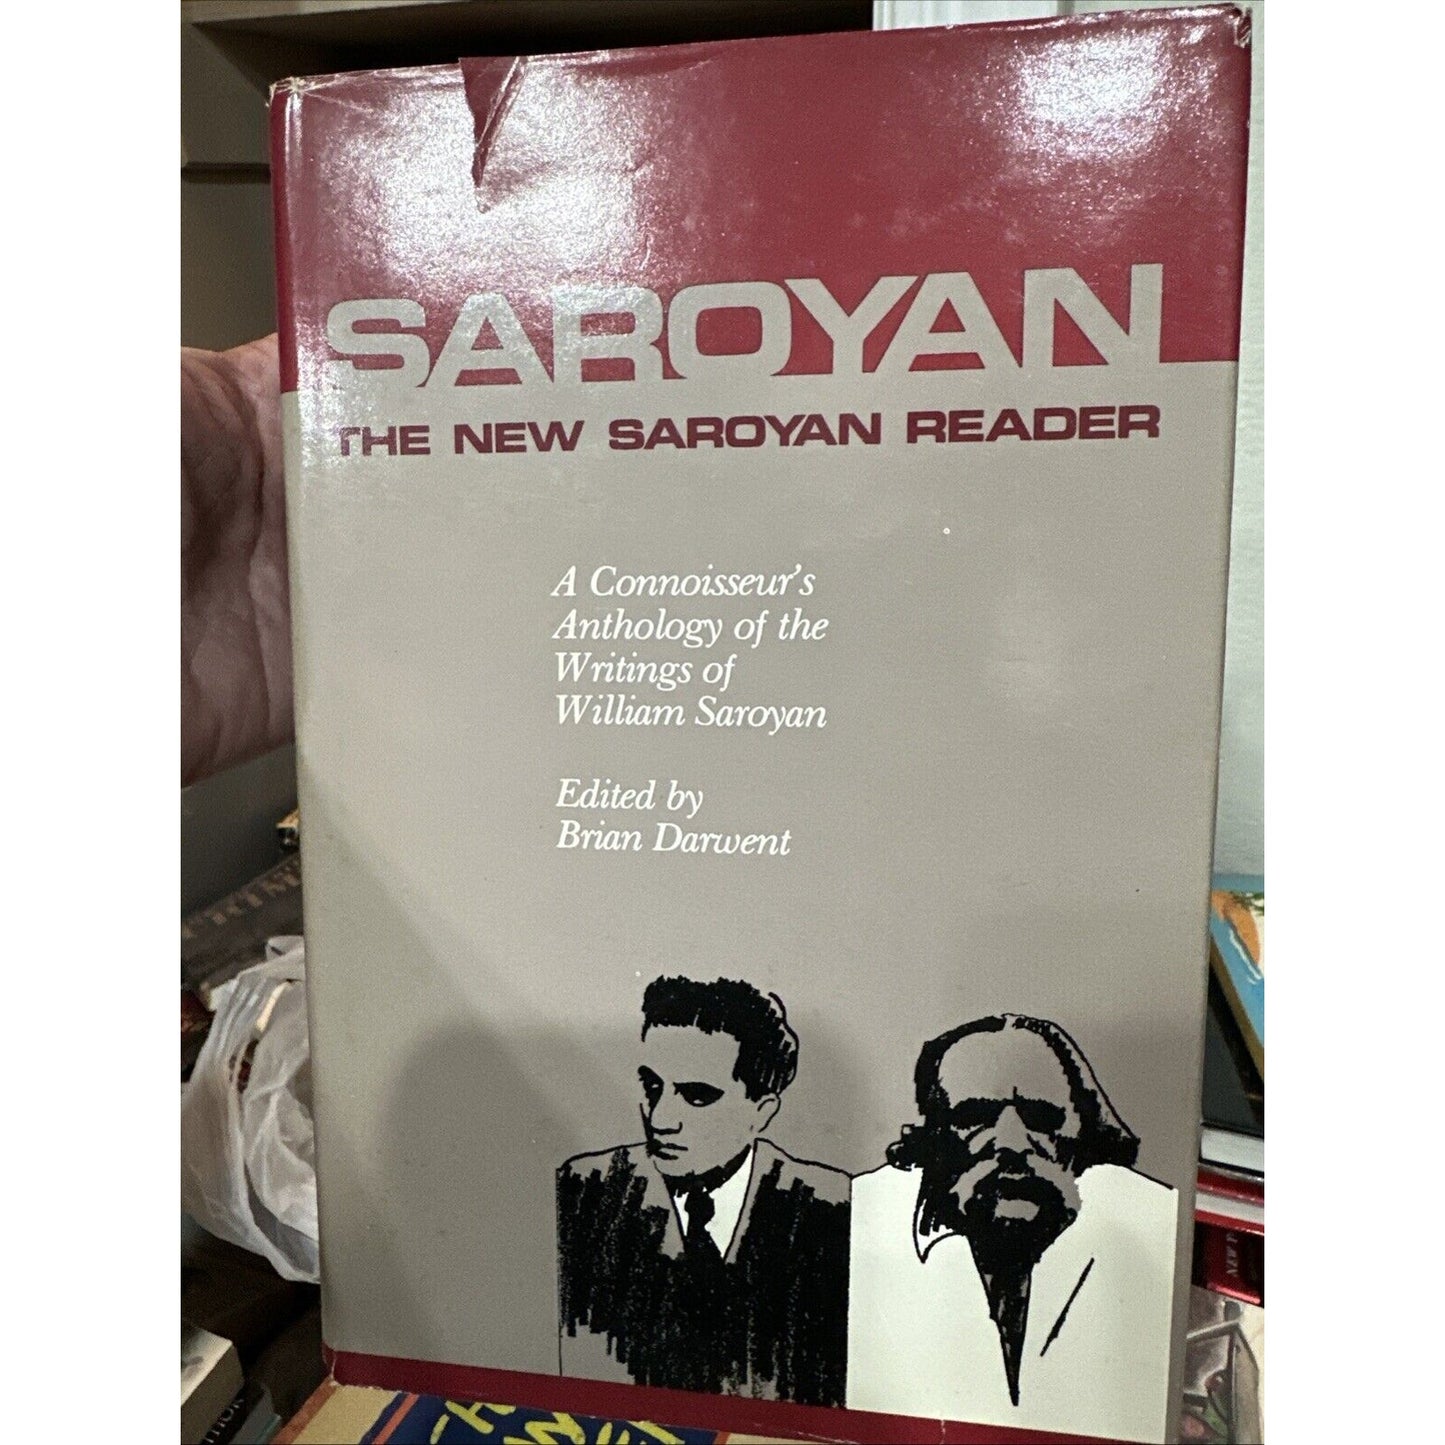 SAROYAN
THE NEW SAROYAN READER
A Connoisseur's
Anthology of the
Writings of
William Saroyan
Edited by
Brian Darwent